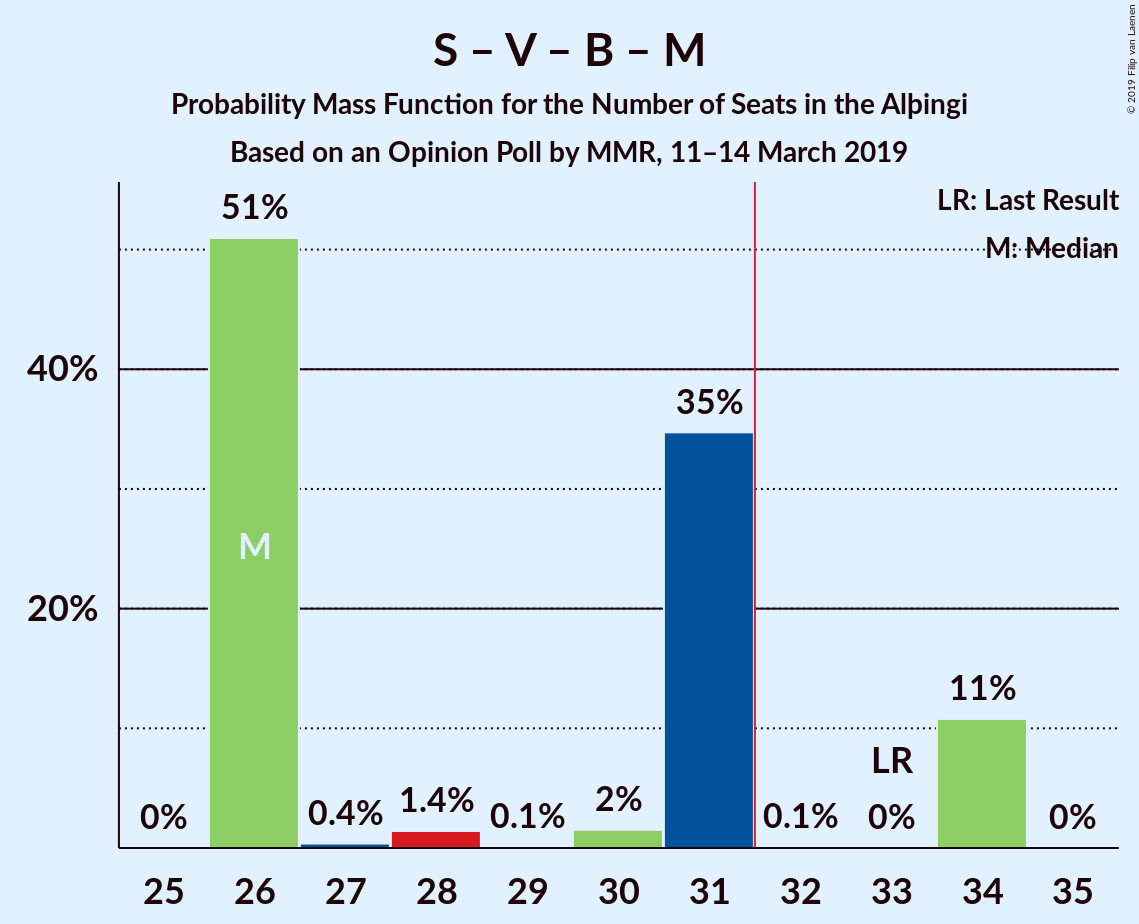 S – V – B – M
Probability Mass Function for the Number of Seats in the Alþingi
Based on an Opinion Poll by MMR, 11–14 March 2019
© 2019 Filip van Laenen
LR: Last Result
M: Median
40%
20%
0%
51%
M
0.4%
1.4%
0.1%
2%
35%
0.1%
LR
0%
11%
0%
25 26 27 28 29 30 31 32 33 34 35